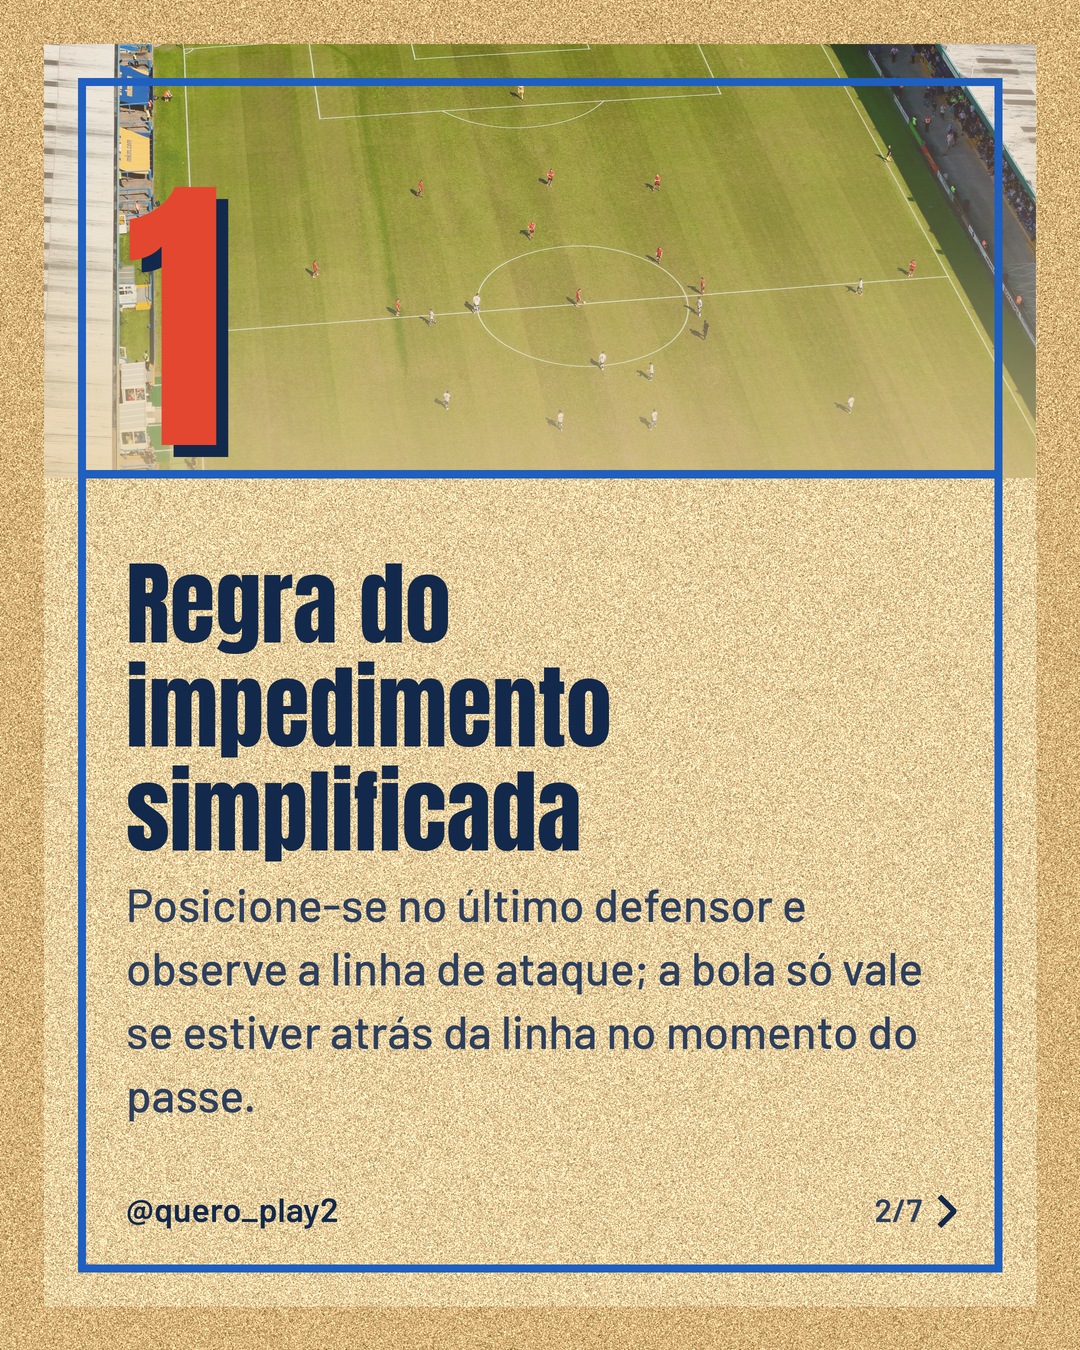 1
Regra do
impedimento
simplificada
Posicione-se no último defensor e
observe a linha de ataque; a bola só vale
se estiver atrás da linha no momento do
passe.
@quero_play2
2/7